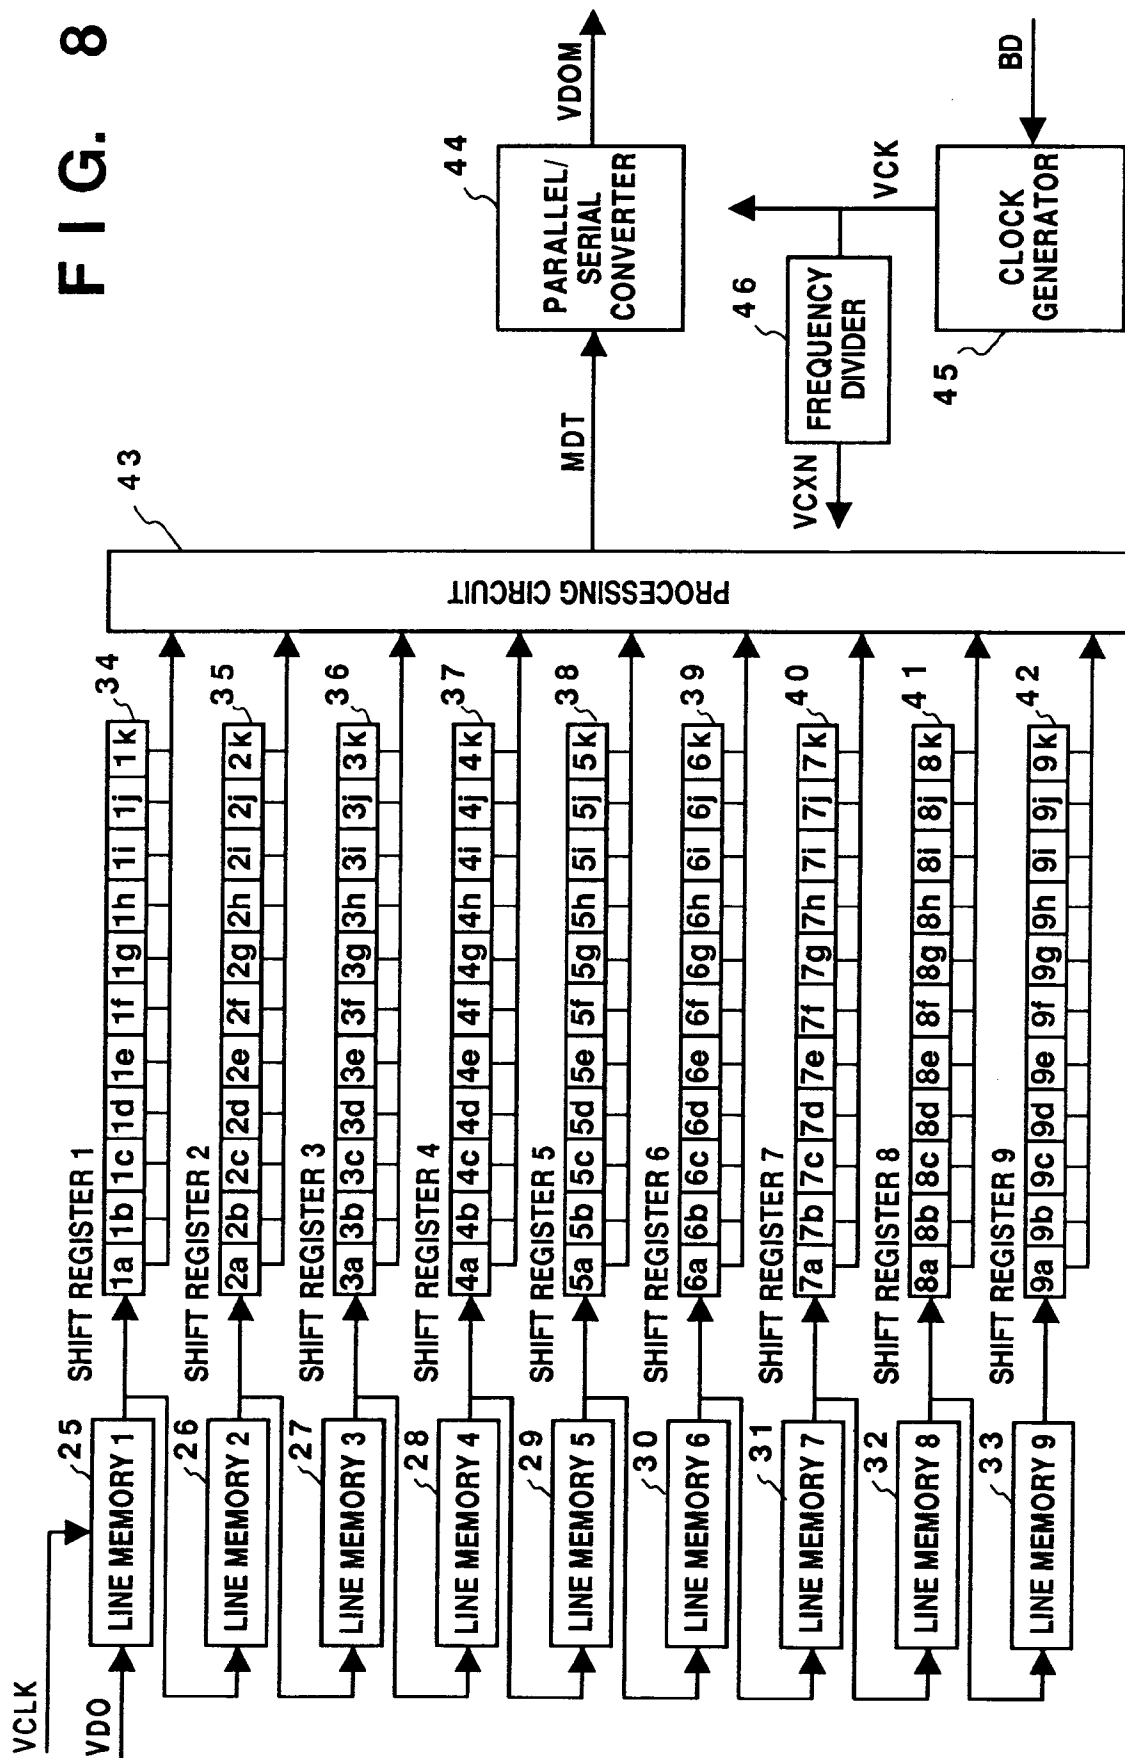 FIG. 8
VCLK
VDO
25
LINE MEMORY 1
26
LINE MEMORY 2
27
LINE MEMORY 3
28
LINE MEMORY 4
29
LINE MEMORY 5
30
LINE MEMORY 6
31
LINE MEMORY 7
32
LINE MEMORY 8
33
LINE MEMORY 9
SHIFT REGISTER 1
34
1a 1b 1c 1d 1e 1f 1g 1h 1i 1j 1k
SHIFT REGISTER 2
35
2a 2b 2c 2d 2e 2f 2g 2h 2i 2j 2k
SHIFT REGISTER 3
36
3a 3b 3c 3d 3e 3f 3g 3h 3i 3j 3k
SHIFT REGISTER 4
37
4a 4b 4c 4d 4e 4f 4g 4h 4i 4j 4k
SHIFT REGISTER 5
38
5a 5b 5c 5d 5e 5f 5g 5h 5i 5j 5k
SHIFT REGISTER 6
39
6a 6b 6c 6d 6e 6f 6g 6h 6i 6j 6k
SHIFT REGISTER 7
40
7a 7b 7c 7d 7e 7f 7g 7h 7i 7j 7k
SHIFT REGISTER 8
41
8a 8b 8c 8d 8e 8f 8g 8h 8i 8j 8k
SHIFT REGISTER 9
42
9a 9b 9c 9d 9e 9f 9g 9h 9i 9j 9k
43
PROCESSING CIRCUIT
MDT
44
PARALLEL/
SERIAL
CONVERTER
VDOM
VCXN
46
FREQUENCY
DIVIDER
VCK
45
CLOCK
GENERATOR
BD